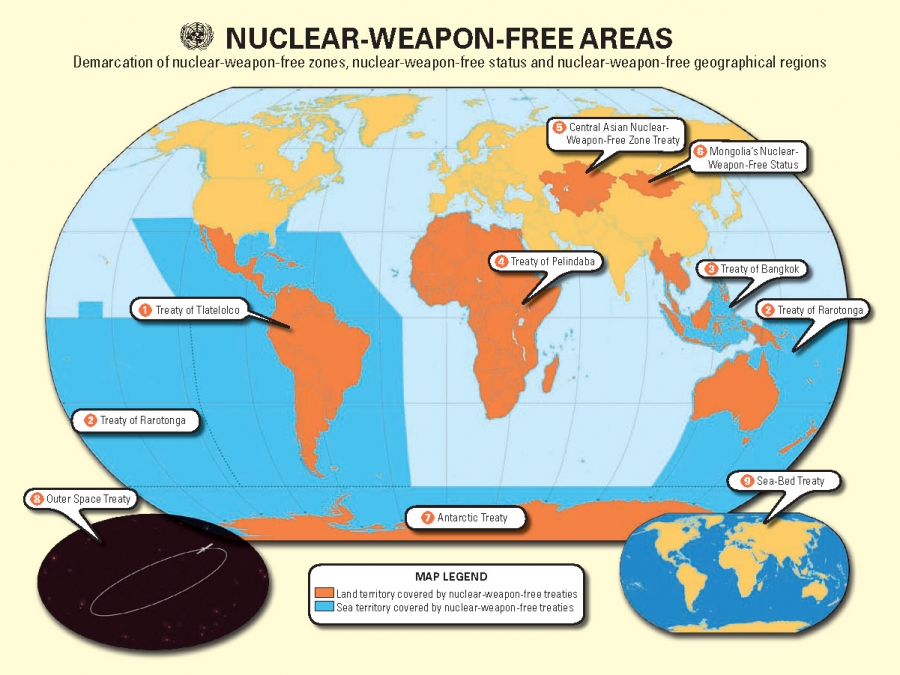 NUCLEAR-WEAPON-FREE AREAS
Demarcation of nuclear-weapon-free zones, nuclear-weapon-free status and nuclear-weapon-free geographical regions
5 Central Asian Nuclear-
Weapon-Free Zone Treaty
6 Mongolia's Nuclear-
Weapon-Free Status
4 Treaty of Pelindaba
3 Treaty of Bangkok
1 Treaty of Tlatelolco
2 Treaty of Rarotonga
2 Treaty of Rarotonga
8 Outer Space Treaty
7 Antarctic Treaty
9 Sea-Bed Treaty
MAP LEGEND
Land territory covered by nuclear-weapon-free treaties
Sea territory covered by nuclear-weapon-free treaties